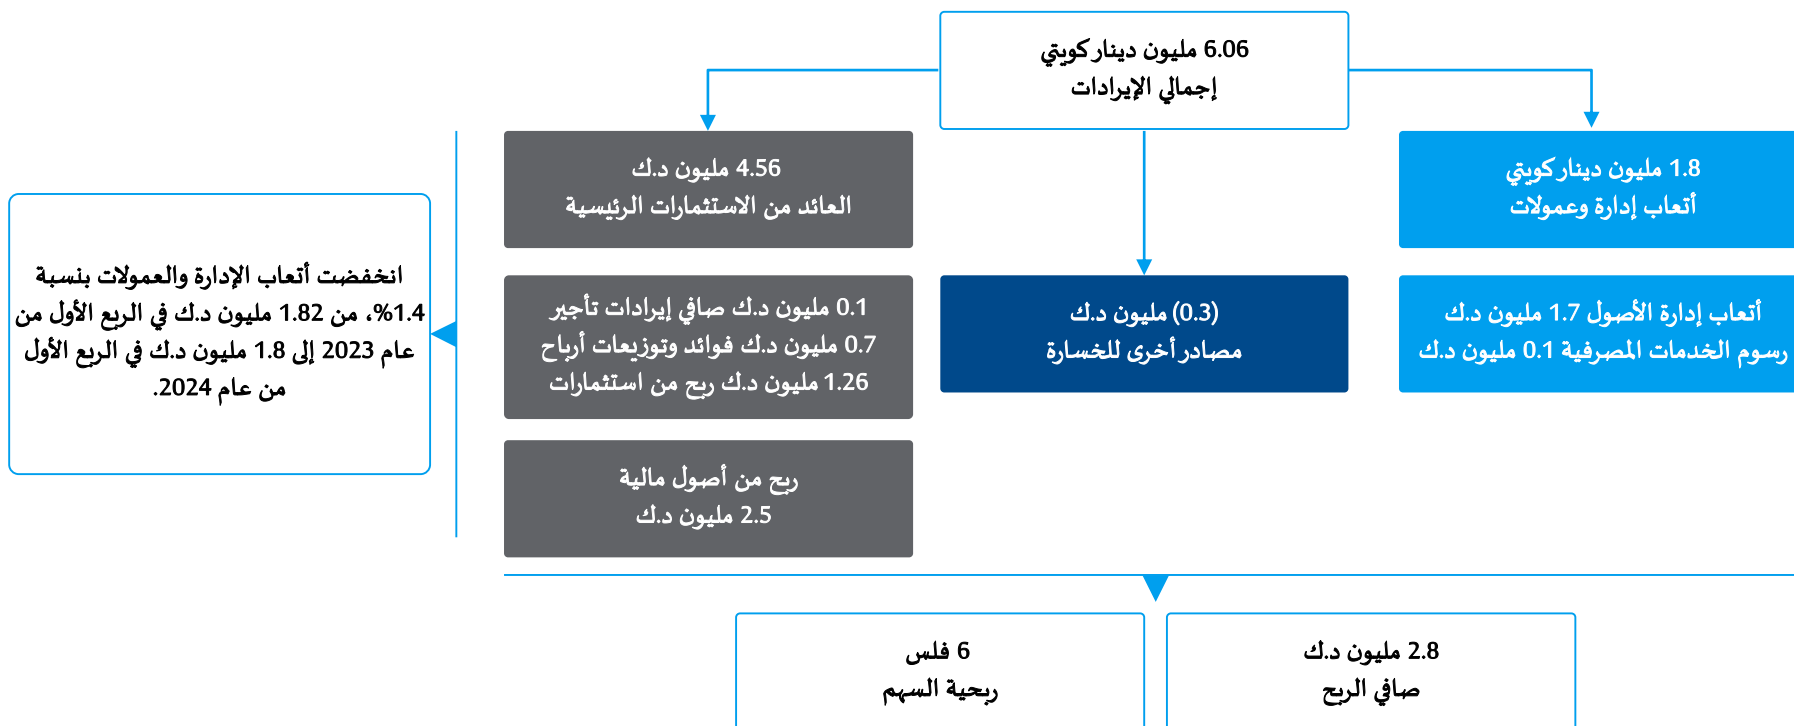 6.06 مليون دينار كويتي
إجمالي الإيرادات
1.8 مليون دينار كويتي
أتعاب إدارة وعمولات
أتعاب إدارة الأصول 1.7 مليون د.ك
رسوم الخدمات المصرفية 0.1 مليون د.ك
(0.3) مليون د.ك
مصادر أخرى للخسارة
4.56 مليون د.ك
العائد من الاستثمارات الرئيسية
0.1 مليون د.ك صافي إيرادات تأجير
0.7 مليون د.ك فوائد وتوزيعات أرباح
1.26 مليون د.ك ربح من استثمارات
ربح من أصول مالية
2.5 مليون د.ك
انخفضت أتعاب الإدارة والعمولات بنسبة
1.4%، من 1.82 مليون د.ك في الربع الأول من
عام 2023 إلى 1.8 مليون د.ك في الربع الأول
من عام 2024.
2.8 مليون د.ك
صافي الربح
6 فلس
ربحية السهم